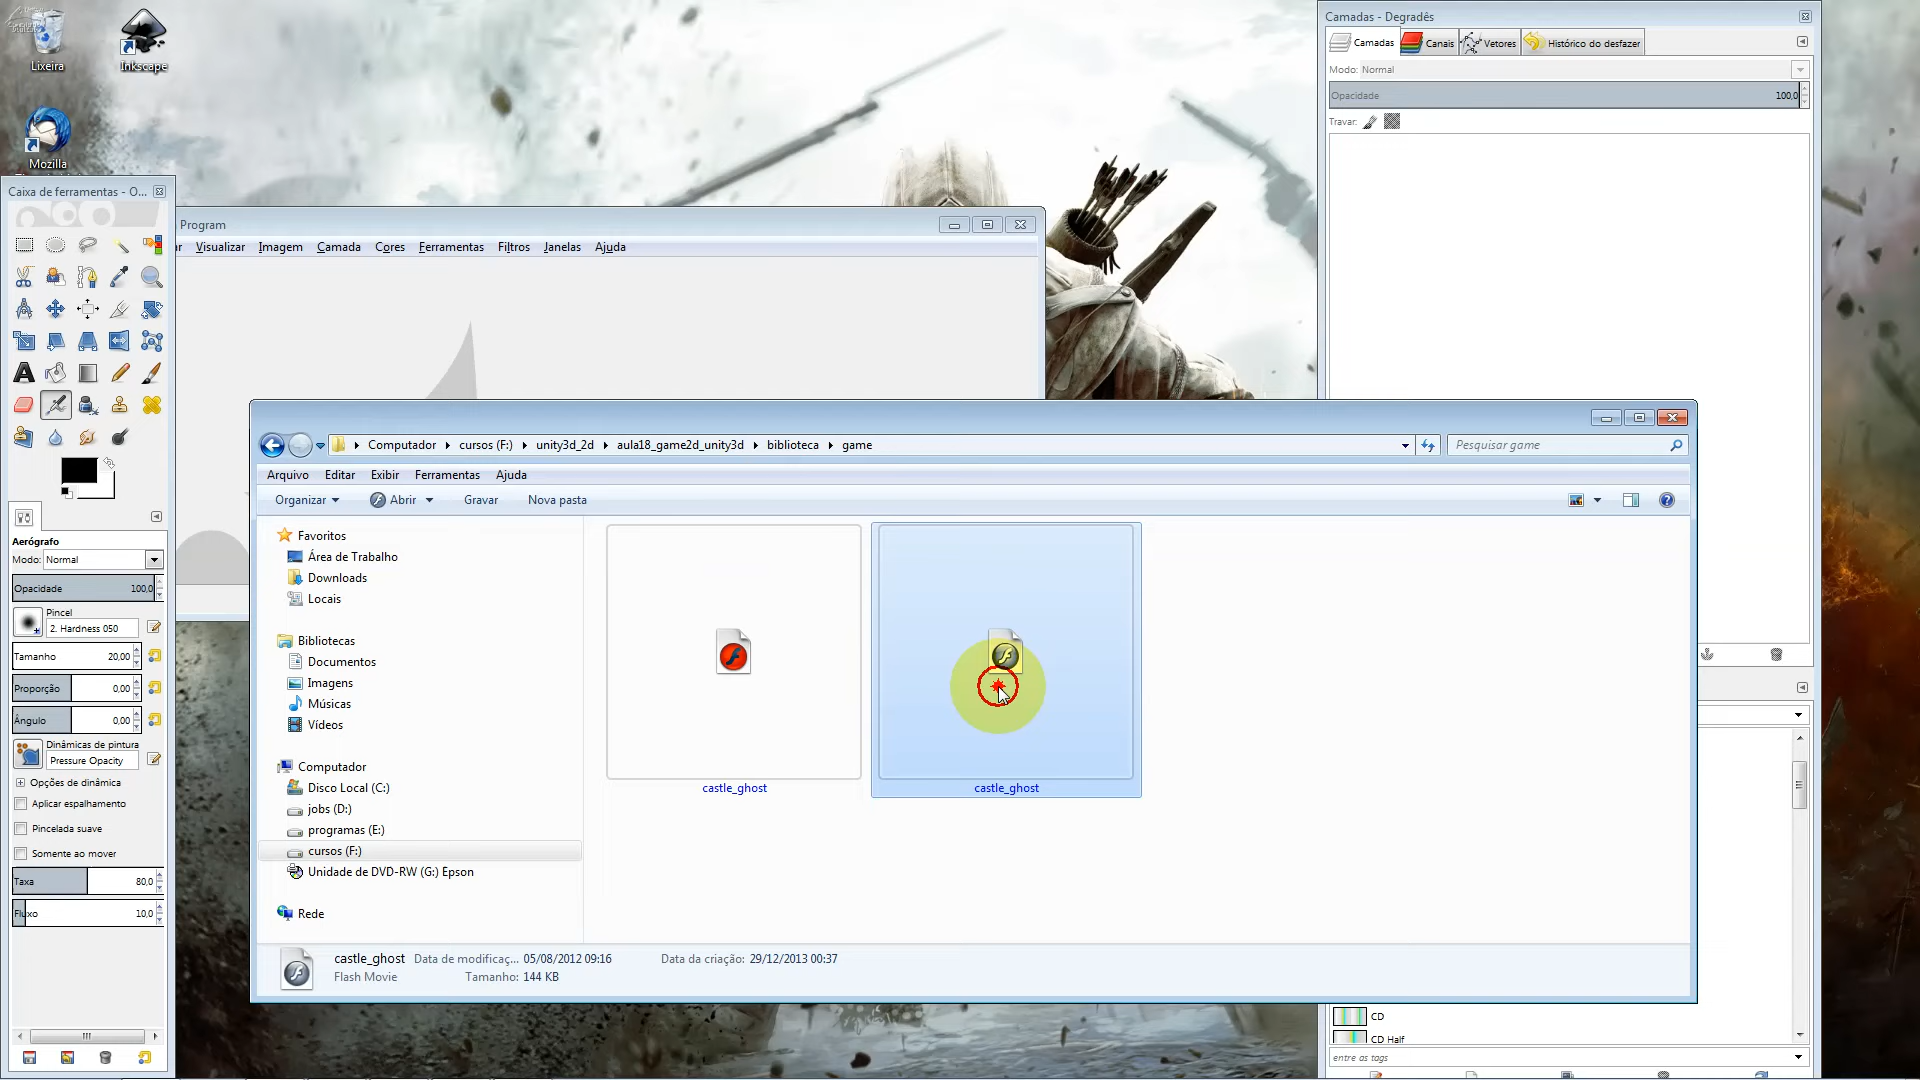 Lixeira
Inkscape
Mozilla
Caixa de ferramentas - O...
Program
Visualizar Imagem Camada Cores Ferramentas Filtros Janelas Ajuda
Camadas - Degradês
Camadas Canais Vetores Histórico do desfazer
Modo: Normal
Opacidade 100,0
Travar:
Computador cursos (F:) unity3d_2d aula18_game2d_unity3d biblioteca game
Pesquisar game
Arquivo Editar Exibir Ferramentas Ajuda
Organizar Abrir Gravar Nova pasta
Favoritos
Área de Trabalho
Downloads
Locais
Bibliotecas
Documentos
Imagens
Músicas
Vídeos
Computador
Disco Local (C:)
jobs (D:)
programas (E:)
cursos (F:)
Unidade de DVD-RW (G:) Epson
Rede
castle_ghost
castle_ghost
castle_ghost Data de modificaç... 05/08/2012 09:16 Data da criação: 29/12/2013 00:37
Flash Movie Tamanho: 144 KB
Aerógrafo
Modo: Normal
Opacidade 100,0
Pincel
2. Hardness 050
Tamanho 20,00
Proporção 0,00
Ângulo 0,00
Dinâmicas de pintura
Pressure Opacity
Opções de dinâmica
Aplicar espalhamento
Pincelada suave
Somente ao mover
Taxa 80,0
Fluxo 10,0
CD
CD Half
entre as tags